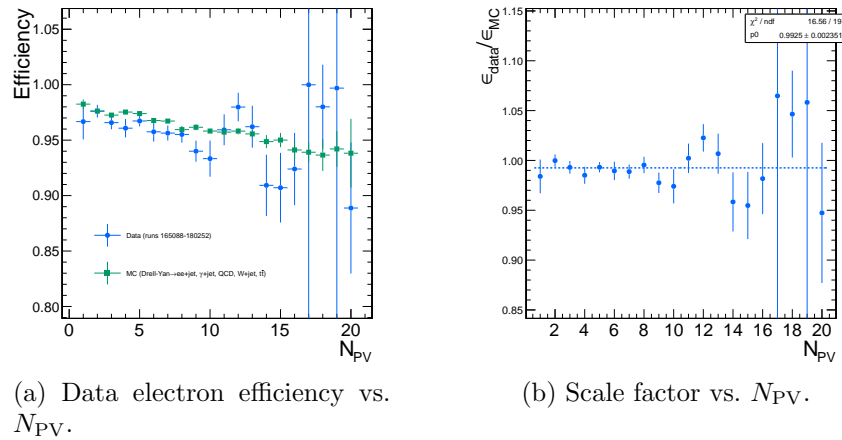 Efficiency
1.05
1.00
0.95
0.90
0.85
0.80
Data (runs 165088-180252)
MC (Drell-Yan→ee+jet, γ+jet, QCD, W+jet, tt̄)
0 5 10 15 20
N_PV
ϵ_data/ϵ_MC
1.15
1.10
1.05
1.00
0.95
0.90
0.85
χ² / ndf 16.56 / 19
p0 0.9925 ± 0.002351
2 4 6 8 10 12 14 16 18 20
N_PV
(a) Data electron efficiency vs.
N_PV.
(b) Scale factor vs. N_PV.